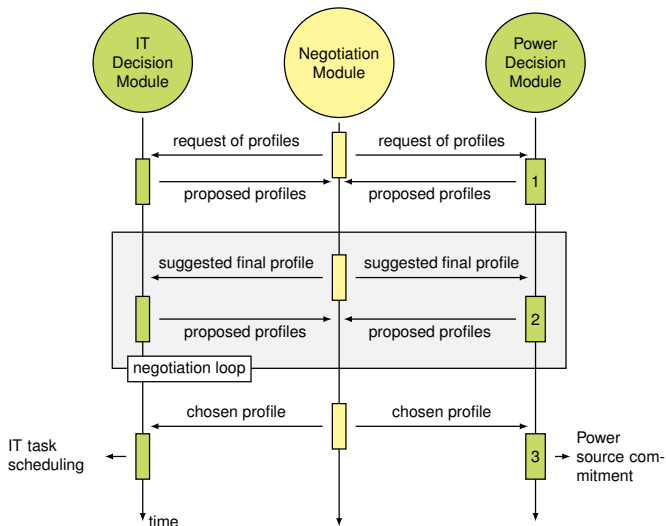 IT
Decision
Module
Negotiation
Module
Power
Decision
Module
request of profiles
request of profiles
proposed profiles
proposed profiles
1
suggested final profile
suggested final profile
proposed profiles
proposed profiles
2
negotiation loop
chosen profile
chosen profile
IT task
scheduling
3
Power
source com-
mitment
time